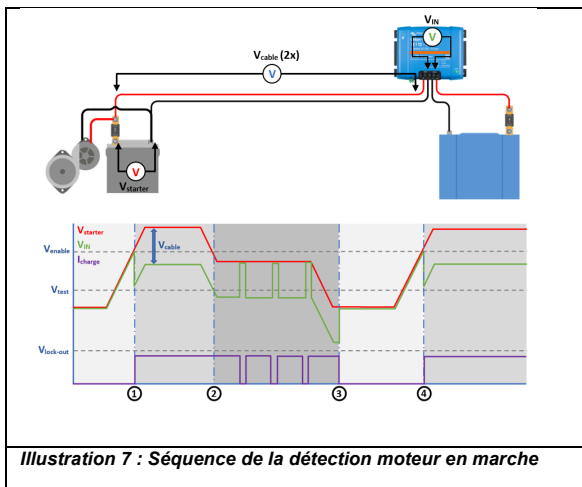 V_IN
V
V_cable (2x)
V
V
V_starter
V_starter
V_IN
I_charge
V_enable
V_cable
V_test
V_lock-out
1 2 3 4
Illustration 7 : Séquence de la détection moteur en marche